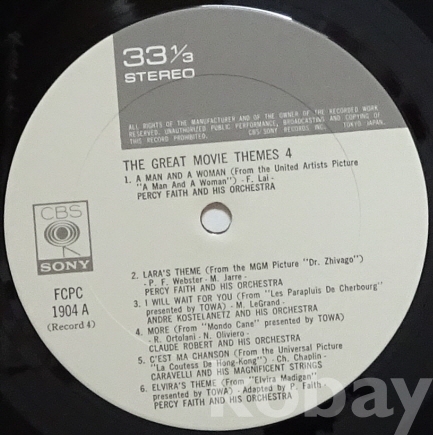 33 1/3
STEREO
ALL RIGHTS OF THE MANUFACTURER AND OF THE OWNER OF THE RECORDED WORK
RESERVED. UNAUTHORIZED PUBLIC PERFORMANCE, BROADCASTING AND COPYING OF
THIS RECORD PROHIBITED. CBS SONY RECORDS INC. TOKYO JAPAN.
THE GREAT MOVIE THEMES 4
1. A MAN AND A WOMAN (From the United Artists Picture
"A Man And A Woman") - F. Lai -
PERCY FAITH AND HIS ORCHESTRA
CBS
SONY
FCPC
1904 A
(Record 4)
2. LARA'S THEME (From the MGM Picture "Dr. Zhivago")
- P. F. Webster - M. Jarre -
PERCY FAITH AND HIS ORCHESTRA
3. I WILL WAIT FOR YOU (From "Les Parapluis De Cherbourg"
presented by TOWA) - M. LeGrand -
ANDRE KOSTELANETZ AND HIS ORCHESTRA
4. MORE (From "Mondo Cane" presented by TOWA)
- R. Ortolani - N. Oliviero -
CLAUDE ROBERT AND HIS ORCHESTRA
5. C'EST MA CHANSON (From the Universal Picture
"La Coutess De Hong-Kong") - Ch. Chaplin -
CARAVELLI AND HIS MAGNIFICENT STRINGS
6. ELVIRA'S THEME (From "Elvira Madigan"
presented by TOWA) - Adapted by P. Faith -
PERCY FAITH AND HIS ORCHESTRA
kobay